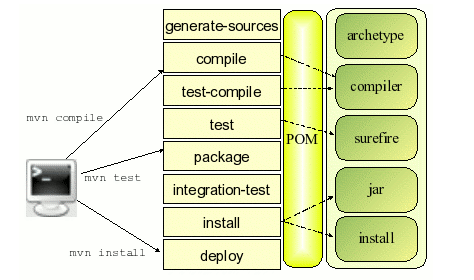 generate-sources
compile
test-compile
test
package
integration-test
install
deploy
POM
archetype
compiler
surefire
jar
install
mvn compile
mvn test
mvn install